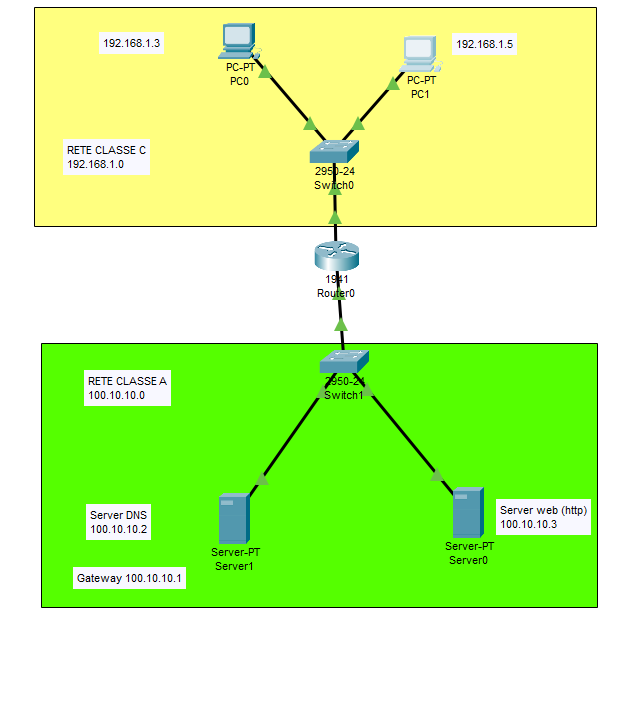 192.168.1.3
192.168.1.5
PC-PT
PC0
PC-PT
PC1
RETE CLASSE C
192.168.1.0
2950-24
Switch0
1941
Router0
RETE CLASSE A
100.10.10.0
2950-24
Switch1
Server DNS
100.10.10.2
Server web (http)
100.10.10.3
Server-PT
Server1
Server-PT
Server0
Gateway 100.10.10.1